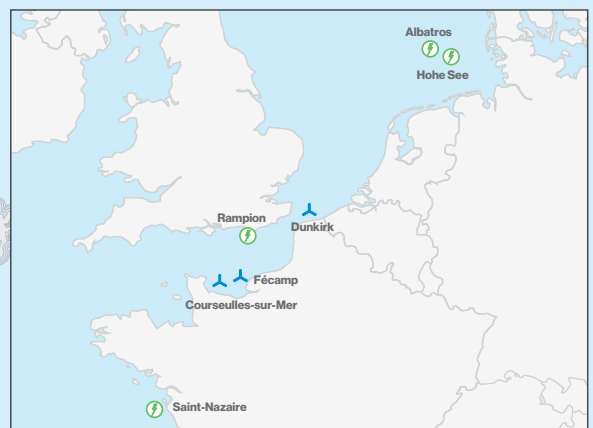 Albatros
Hohe See
Rampion
Dunkirk
Fécamp
Courseulles-sur-Mer
Saint-Nazaire